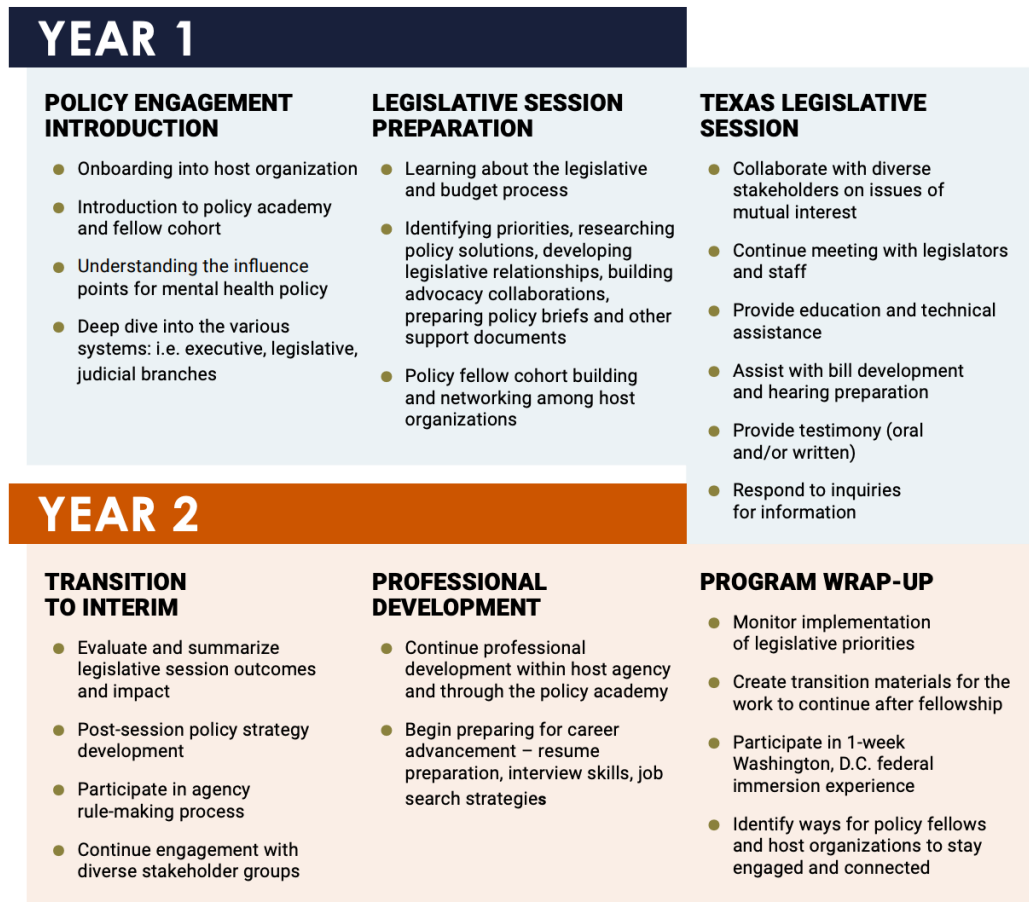 YEAR 1
POLICY ENGAGEMENT
INTRODUCTION
Onboarding into host organization
Introduction to policy academy
and fellow cohort
Understanding the influence
points for mental health policy
Deep dive into the various
systems: i.e. executive, legislative,
judicial branches
LEGISLATIVE SESSION
PREPARATION
Learning about the legislative
and budget process
Identifying priorities, researching
policy solutions, developing
legislative relationships, building
advocacy collaborations,
preparing policy briefs and other
support documents
Policy fellow cohort building
and networking among host
organizations
TEXAS LEGISLATIVE
SESSION
Collaborate with diverse
stakeholders on issues of
mutual interest
Continue meeting with legislators
and staff
Provide education and technical
assistance
Assist with bill development
and hearing preparation
Provide testimony (oral
and/or written)
Respond to inquiries
for information
YEAR 2
TRANSITION
TO INTERIM
Evaluate and summarize
legislative session outcomes
and impact
Post-session policy strategy
development
Participate in agency
rule-making process
Continue engagement with
diverse stakeholder groups
PROFESSIONAL
DEVELOPMENT
Continue professional
development within host agency
and through the policy academy
Begin preparing for career
advancement – resume
preparation, interview skills, job
search strategies
PROGRAM WRAP-UP
Monitor implementation
of legislative priorities
Create transition materials for the
work to continue after fellowship
Participate in 1-week
Washington, D.C. federal
immersion experience
Identify ways for policy fellows
and host organizations to stay
engaged and connected